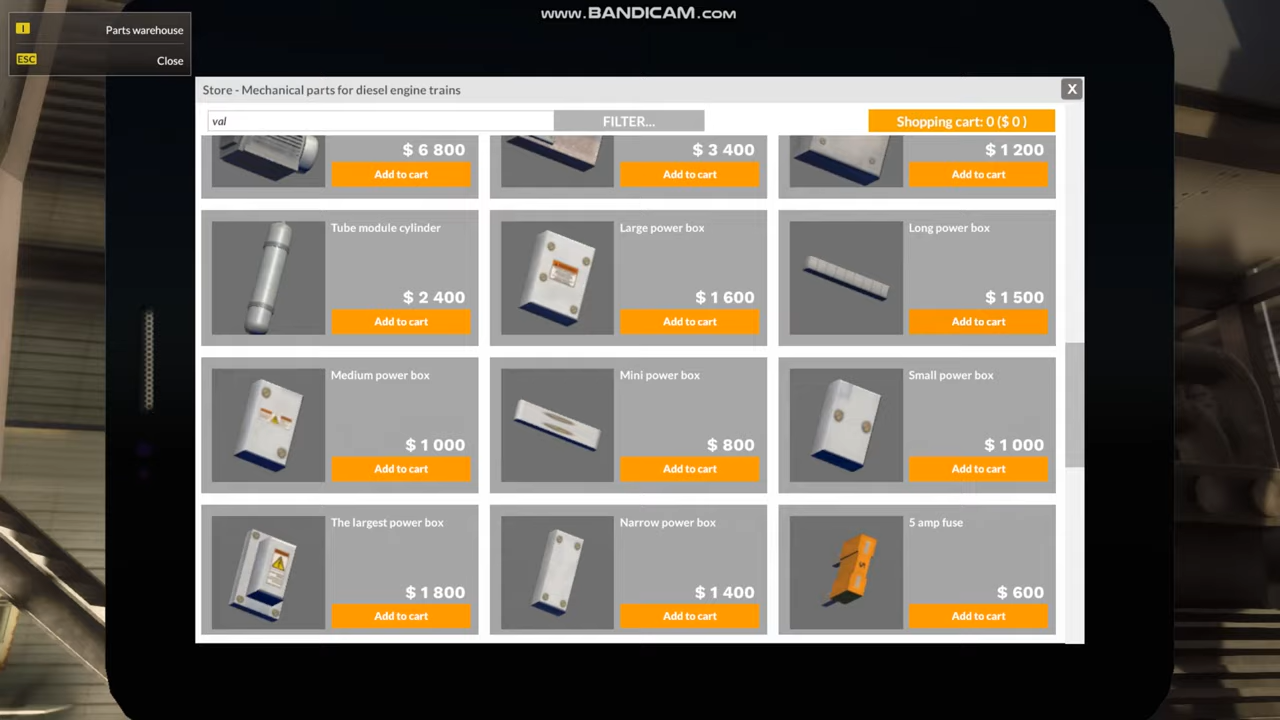 www.BANDICAM.com
I Parts warehouse
ESC Close
Store - Mechanical parts for diesel engine trains
X
val
FILTER...
Shopping cart: 0 ($ 0 )
$ 6 800
$ 3 400
$ 1 200
Add to cart
Add to cart
Add to cart
Tube module cylinder
Large power box
Long power box
$ 2 400
$ 1 600
$ 1 500
Add to cart
Add to cart
Add to cart
Medium power box
Mini power box
Small power box
$ 1 000
$ 800
$ 1 000
Add to cart
Add to cart
Add to cart
The largest power box
Narrow power box
5 amp fuse
5
$ 1 800
$ 1 400
$ 600
Add to cart
Add to cart
Add to cart